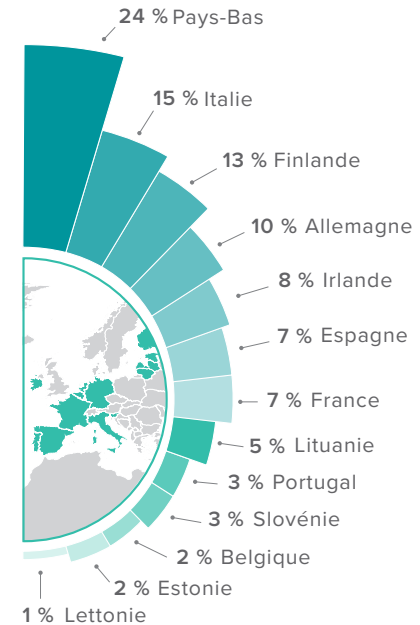 24 % Pays-Bas
15 % Italie
13 % Finlande
10 % Allemagne
8 % Irlande
7 % Espagne
7 % France
5 % Lituanie
3 % Portugal
3 % Slovénie
2 % Belgique
2 % Estonie
1 % Lettonie